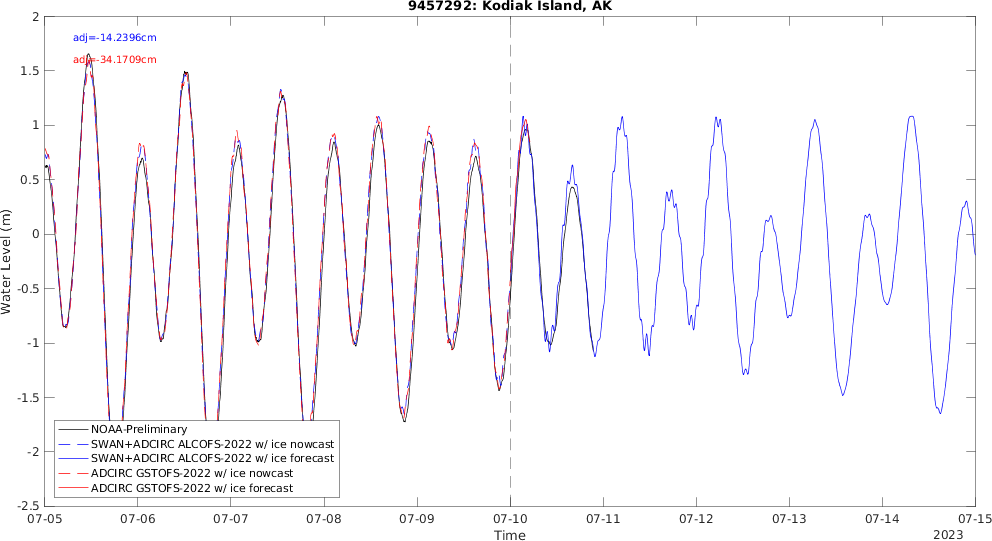 9457292: Kodiak Island, AK
adj=-14.2396cm
adj=-34.1709cm
Water Level (m)
2
1.5
1
0.5
0
-0.5
-1
-1.5
-2
-2.5
NOAA-Preliminary
SWAN+ADCIRC ALCOFS-2022 w/ ice nowcast
SWAN+ADCIRC ALCOFS-2022 w/ ice forecast
ADCIRC GSTOFS-2022 w/ ice nowcast
ADCIRC GSTOFS-2022 w/ ice forecast
07-05 07-06 07-07 07-08 07-09 07-10 07-11 07-12 07-13 07-14 07-15
Time
2023